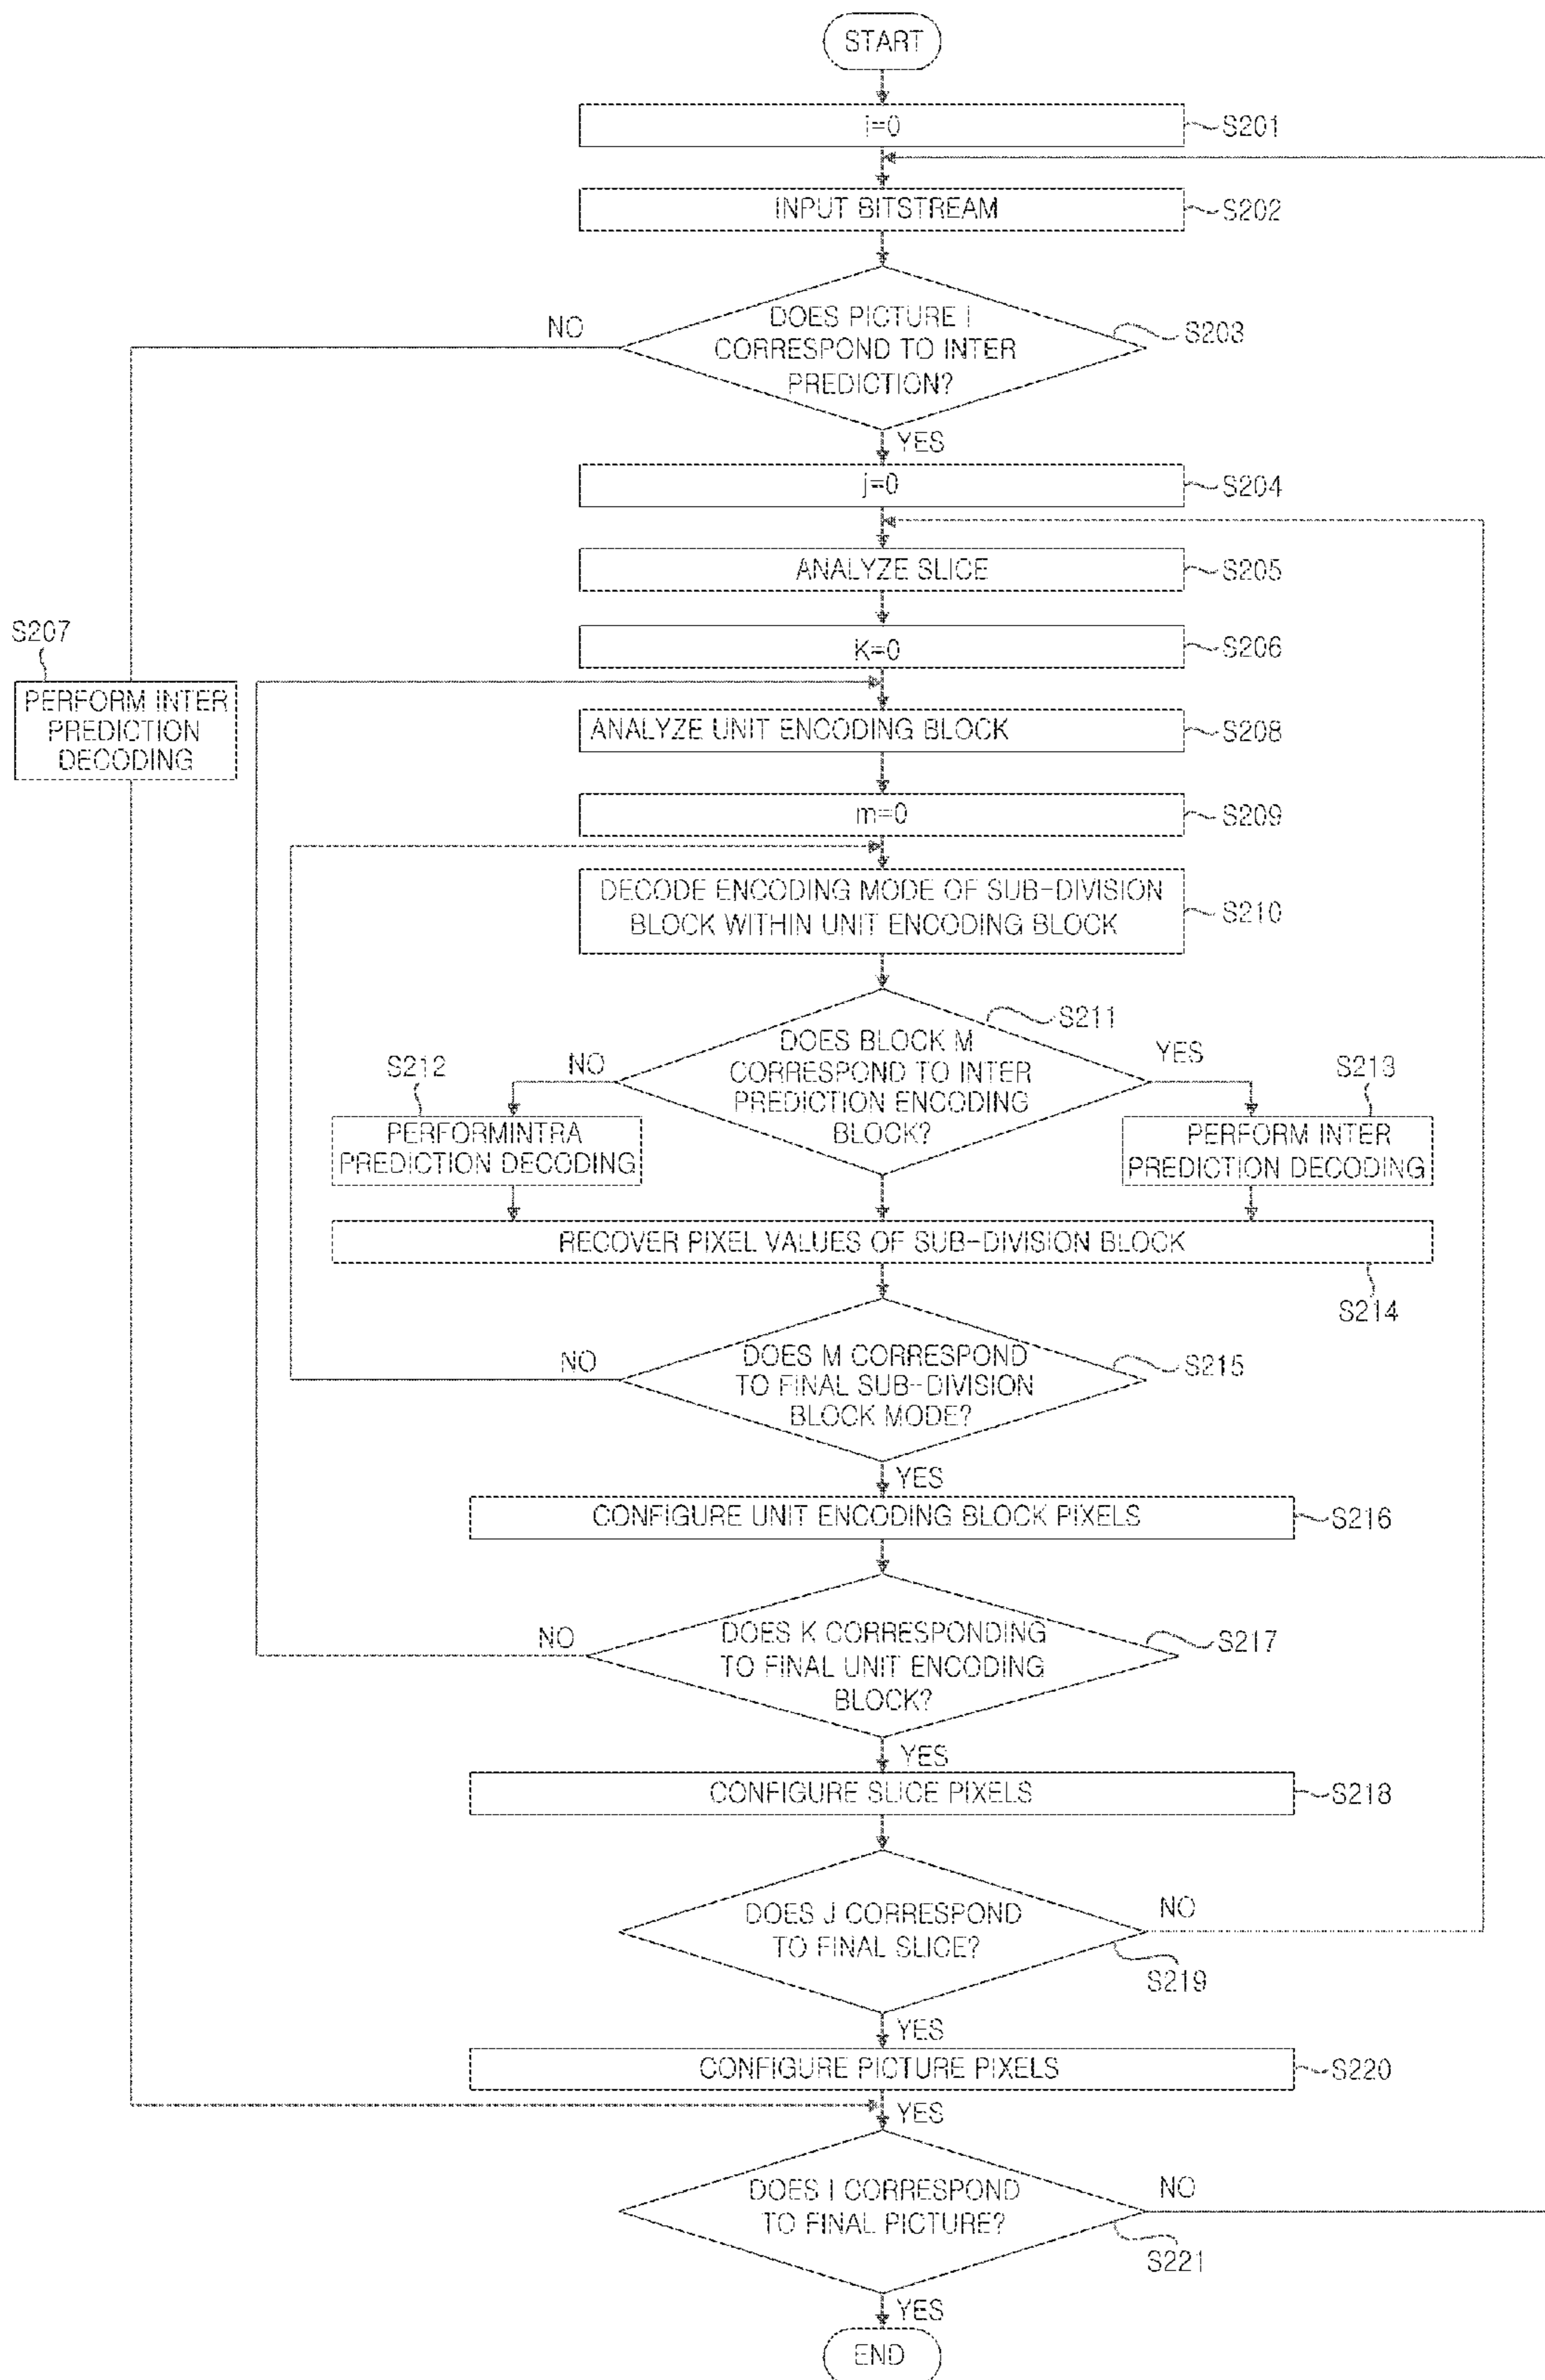 START
i=0
S201
INPUT BITSTREAM
S202
DOES PICTURE I
CORRESPOND TO INTER
PREDICTION?
S203
NO
YES
j=0
S204
ANALYZE SLICE
S205
K=0
S206
S207
PERFORM INTER
PREDICTION
DECODING
ANALYZE UNIT ENCODING BLOCK
S208
m=0
S209
DECODE ENCODING MODE OF SUB-DIVISION
BLOCK WITHIN UNIT ENCODING BLOCK
S210
DOES BLOCK M
CORRESPOND TO INTER
PREDICTION ENCODING
BLOCK?
S211
NO
YES
S212
PERFORMINTRA
PREDICTION DECODING
S213
PERFORM INTER
PREDICTION DECODING
RECOVER PIXEL VALUES OF SUB-DIVISION BLOCK
S214
DOES M CORRESPOND
TO FINAL SUB-DIVISION
BLOCK MODE?
S215
NO
YES
CONFIGURE UNIT ENCODING BLOCK PIXELS
S216
DOES K CORRESPONDING
TO FINAL UNIT ENCODING
BLOCK?
S217
NO
YES
CONFIGURE SLICE PIXELS
S218
DOES J CORRESPOND
TO FINAL SLICE?
NO
S219
YES
CONFIGURE PICTURE PIXELS
S220
YES
DOES I CORRESPOND
TO FINAL PICTURE?
NO
S221
YES
END